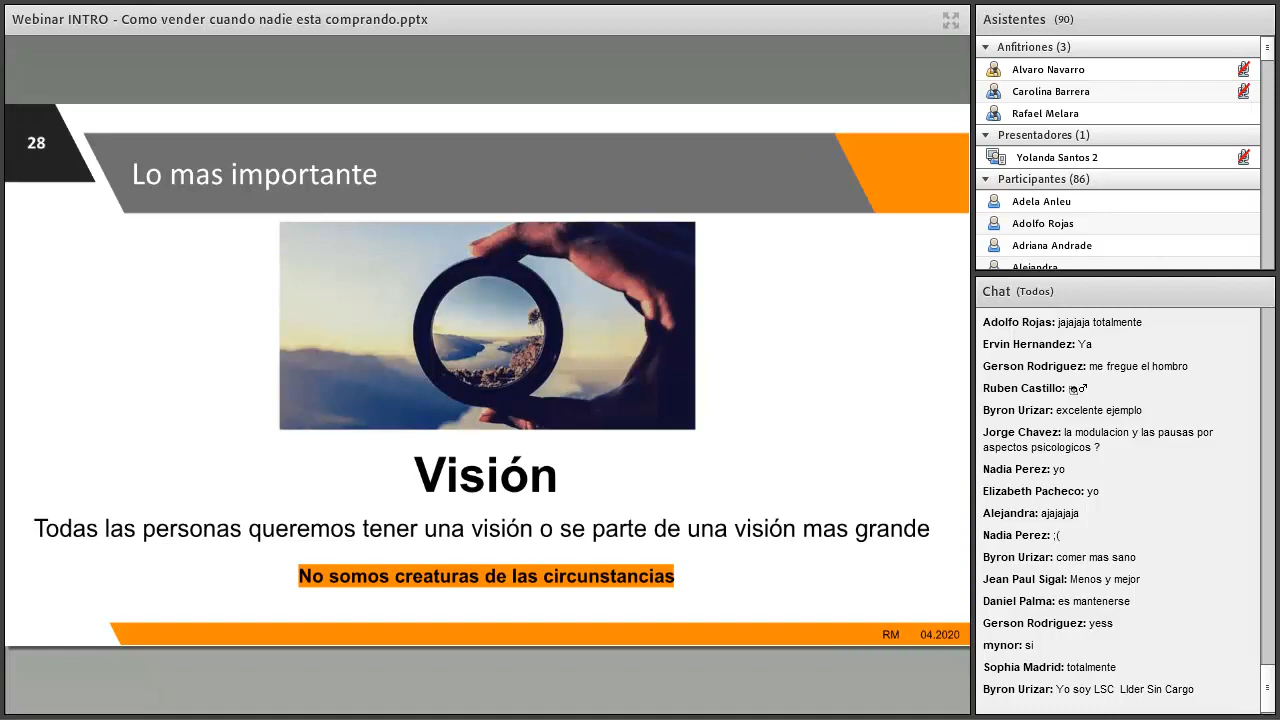 Webinar INTRO - Como vender cuando nadie esta comprando.pptx
28
Lo mas importante
Visión
Todas las personas queremos tener una visión o se parte de una visión mas grande
No somos creaturas de las circunstancias
RM 04.2020
Asistentes (90)
Anfitriones (3)
Alvaro Navarro
Carolina Barrera
Rafael Melara
Presentadores (1)
Yolanda Santos 2
Participantes (86)
Adela Anleu
Adolfo Rojas
Adriana Andrade
Alejandra
Chat (Todos)
Adolfo Rojas: jajajaja totalmente
Ervin Hernandez: Ya
Gerson Rodriguez: me fregue el hombro
Ruben Castillo:
Byron Urizar: excelente ejemplo
Jorge Chavez: la modulacion y las pausas por
aspectos psicologicos ?
Nadia Perez: yo
Elizabeth Pacheco: yo
Alejandra: ajajajaja
Nadia Perez: ;(
Byron Urizar: comer mas sano
Jean Paul Sigal: Menos y mejor
Daniel Palma: es mantenerse
Gerson Rodriguez: yess
mynor: si
Sophia Madrid: totalmente
Byron Urizar: Yo soy LSC LIder Sin Cargo